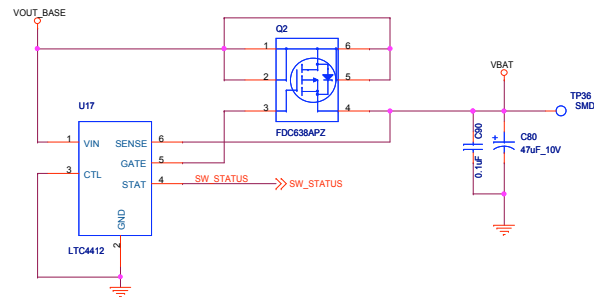 VOUT_BASE
Q2
1
6
2
5
3
4
FDC638APZ
VBAT
TP36
SMD
U17
1
VIN
SENSE
6
3
CTL
GATE
5
STAT
4
SW_STATUS
SW_STATUS
GND
2
LTC4412
C90
0.1uF
+
C80
47uF_10V